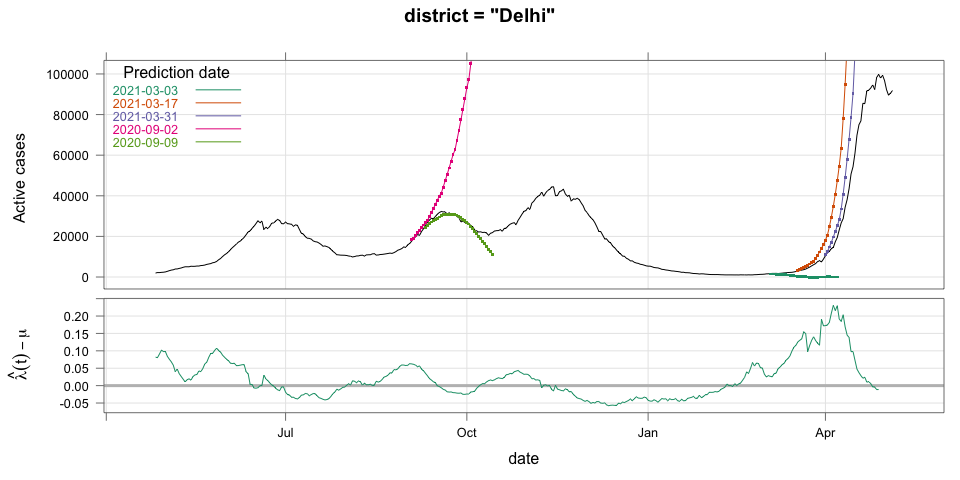 district = "Delhi"
Prediction date
2021-03-03
2021-03-17
2021-03-31
2020-09-02
2020-09-09
Active cases
100000
80000
60000
40000
20000
0
λ̂(t) − μ
0.20
0.15
0.10
0.05
0.00
-0.05
Jul Oct Jan Apr
date